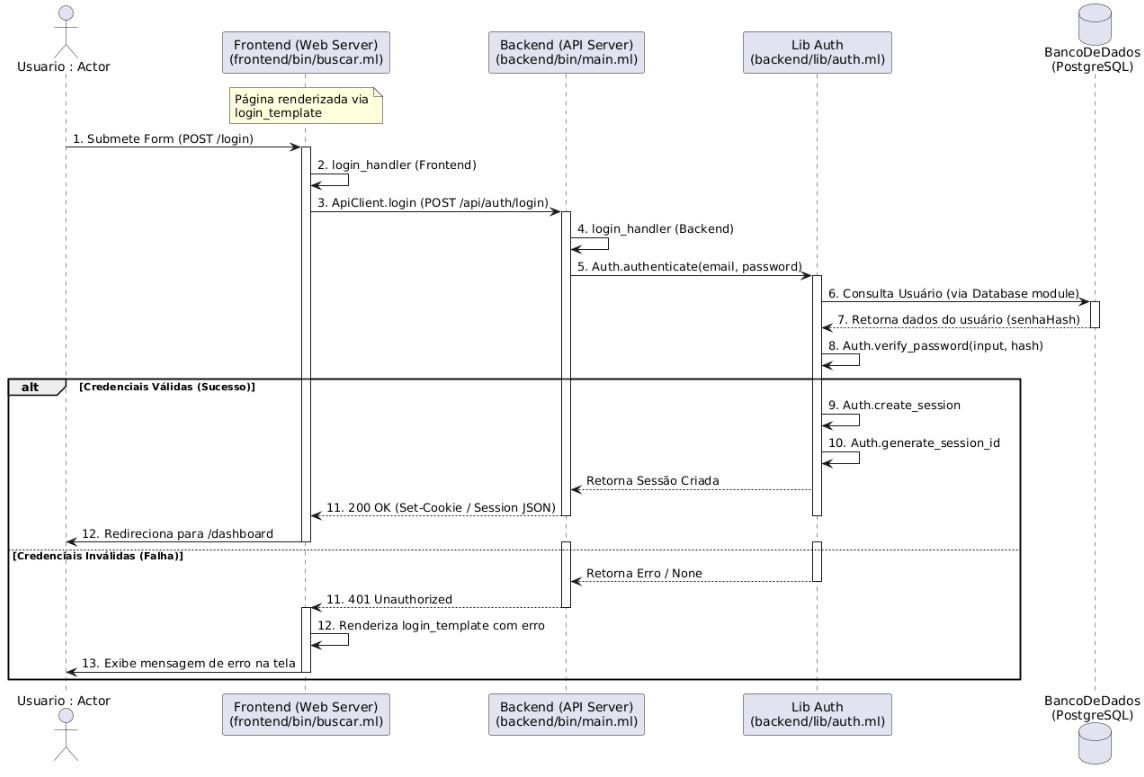 Usuario : Actor
Frontend (Web Server)
(frontend/bin/buscar.ml)
Backend (API Server)
(backend/bin/main.ml)
Lib Auth
(backend/lib/auth.ml)
BancoDeDados
(PostgreSQL)
Página renderizada via
login_template
1. Submete Form (POST /login)
2. login_handler (Frontend)
3. ApiClient.login (POST /api/auth/login)
4. login_handler (Backend)
5. Auth.authenticate(email, password)
6. Consulta Usuário (via Database module)
7. Retorna dados do usuário (senhaHash)
8. Auth.verify_password(input, hash)
alt [Credenciais Válidas (Sucesso)]
9. Auth.create_session
10. Auth.generate_session_id
Retorna Sessão Criada
11. 200 OK (Set-Cookie / Session JSON)
12. Redireciona para /dashboard
[Credenciais Inválidas (Falha)]
Retorna Erro / None
11. 401 Unauthorized
12. Renderiza login_template com erro
13. Exibe mensagem de erro na tela
Usuario : Actor
Frontend (Web Server)
(frontend/bin/buscar.ml)
Backend (API Server)
(backend/bin/main.ml)
Lib Auth
(backend/lib/auth.ml)
BancoDeDados
(PostgreSQL)